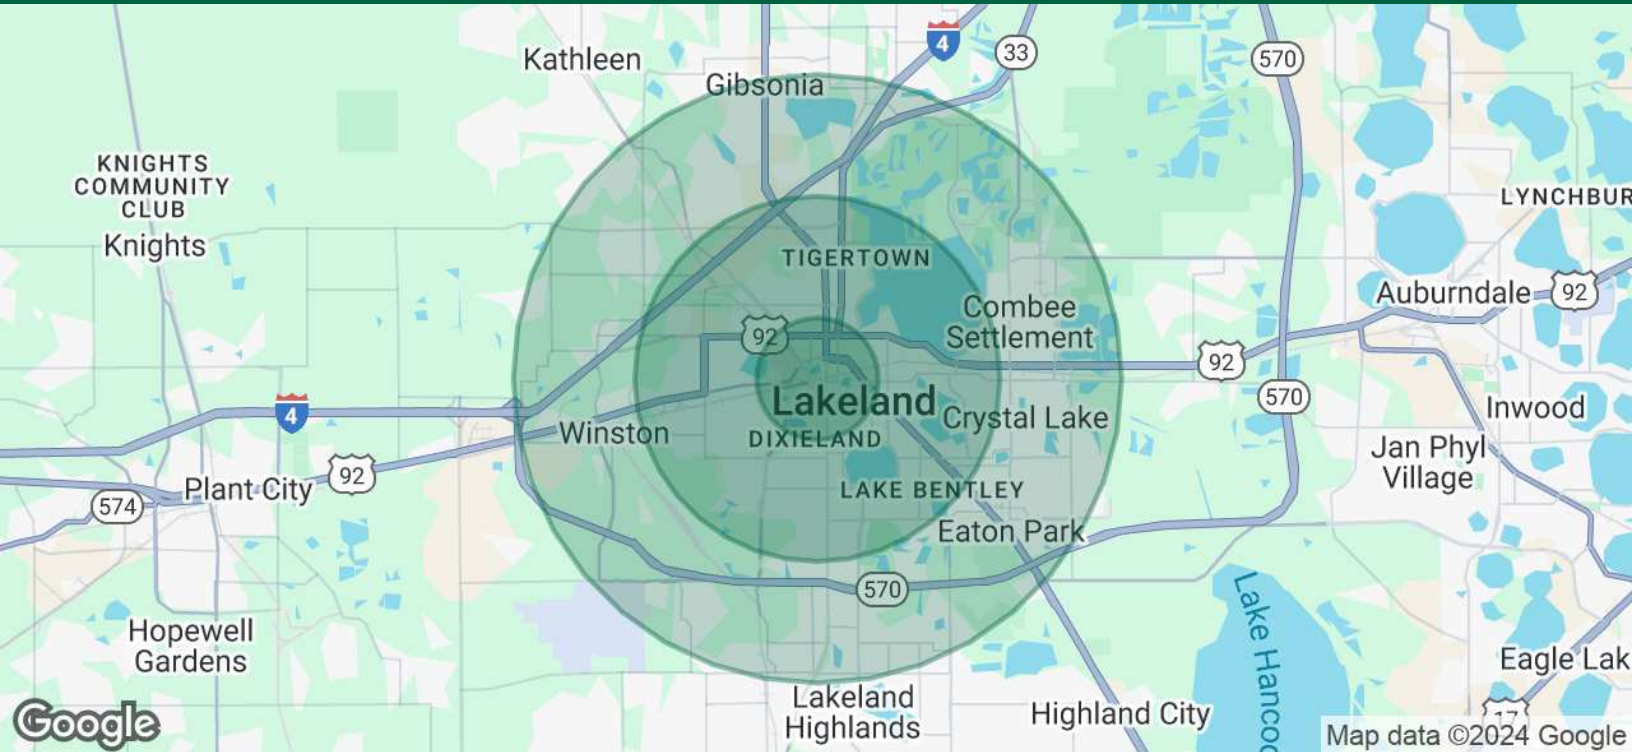 4
33
570
Kathleen
Gibsonia
KNIGHTS
COMMUNITY
CLUB
Knights
LYNCHBUR
TIGERTOWN
Combee
Settlement
Auburndale
92
92
92
570
Lakeland
Crystal Lake
Inwood
4
Winston
DIXIELAND
Jan Phyl
Village
92
Plant City
574
LAKE BENTLEY
Eaton Park
570
Lake Hancoc
Hopewell
Gardens
Eagle Lak
Lakeland
Highlands
Highland City
17
Google
Map data ©2024 Google